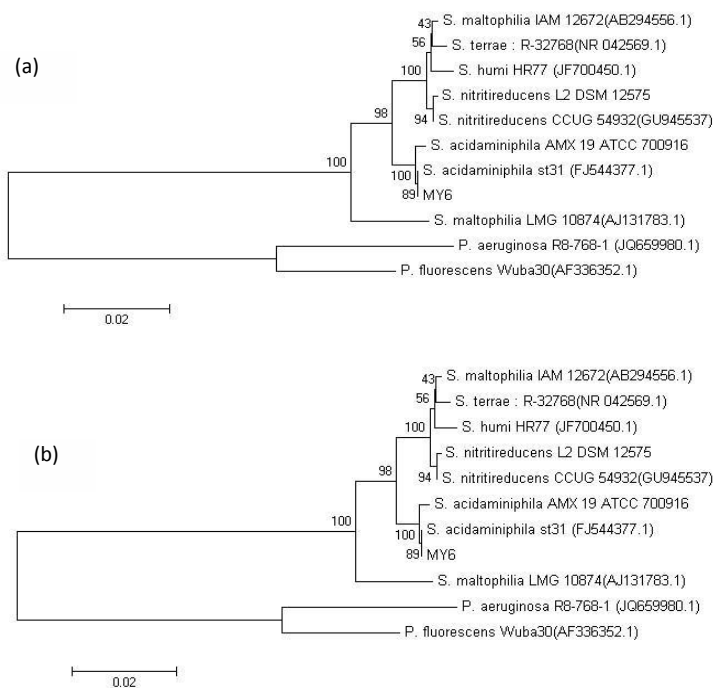 43
S. maltophilia IAM 12672(AB294556.1)
56
S. terrae : R-32768(NR 042569.1)
(a)
100
S. humi HR77 (JF700450.1)
S. nitritireducens L2 DSM 12575
98
94
S. nitritireducens CCUG 54932(GU945537)
S. acidaminiphila AMX 19 ATCC 700916
100
100
S. acidaminiphila st31 (FJ544377.1)
89
MY6
S. maltophilia LMG 10874(AJ131783.1)
P. aeruginosa R8-768-1 (JQ659980.1)
P. fluorescens Wuba30(AF336352.1)
0.02
43
S. maltophilia IAM 12672(AB294556.1)
56
S. terrae : R-32768(NR 042569.1)
100
S. humi HR77 (JF700450.1)
(b)
S. nitritireducens L2 DSM 12575
98
94
S. nitritireducens CCUG 54932(GU945537)
S. acidaminiphila AMX 19 ATCC 700916
100
100
S. acidaminiphila st31 (FJ544377.1)
89
MY6
S. maltophilia LMG 10874(AJ131783.1)
P. aeruginosa R8-768-1 (JQ659980.1)
P. fluorescens Wuba30(AF336352.1)
0.02